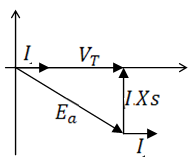 I. V_T
E_a I.Xs
I.